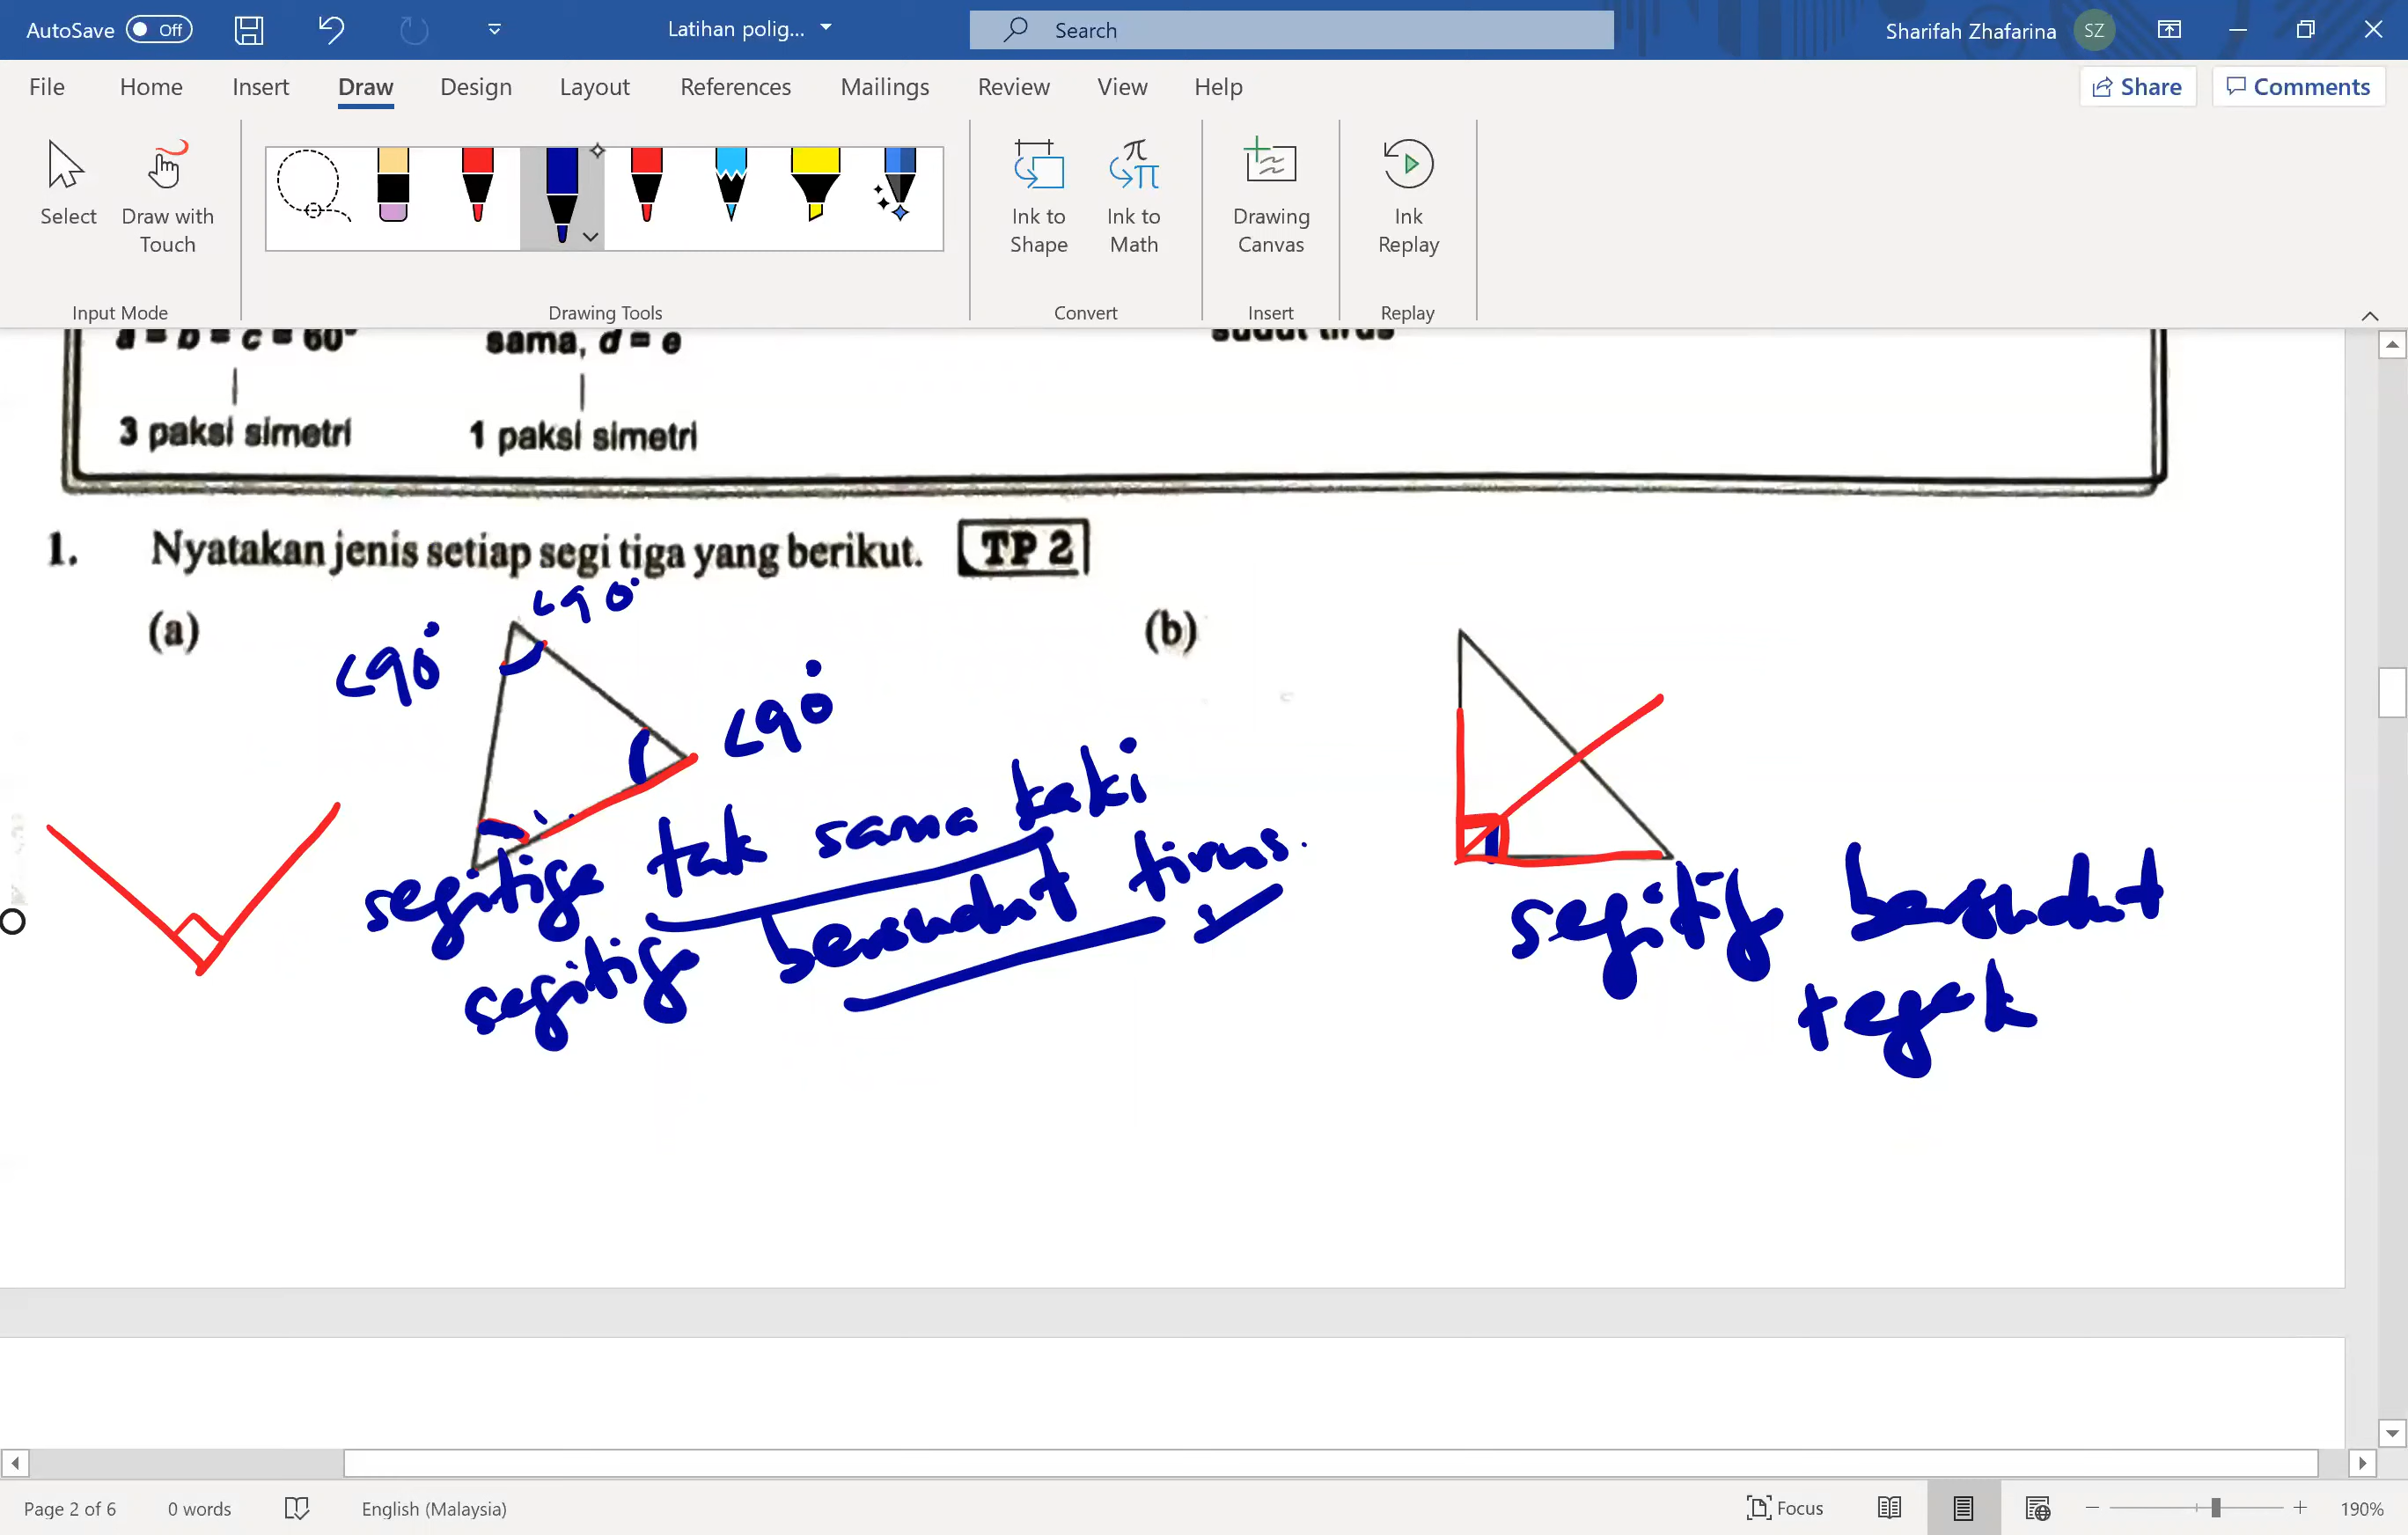 AutoSave Off Latihan polig... Search Sharifah Zhafarina SZ
File Home Insert Draw Design Layout References Mailings Review View Help Share Comments
Select
Draw with Touch
Ink to Shape
Ink to Math
Drawing Canvas
Ink Replay
Input Mode Drawing Tools Convert Insert Replay
a = b = c = 60° sama, d = e sudut tirus
3 paksi simetri 1 paksi simetri
1. Nyatakan jenis setiap segi tiga yang berikut. TP 2
(a) <90° <90° <90°
segitiga tak sama kaki
segitiga bersudut tirus.
(b)
segitig bersudut
tegak
Page 2 of 6 0 words English (Malaysia) Focus 190%